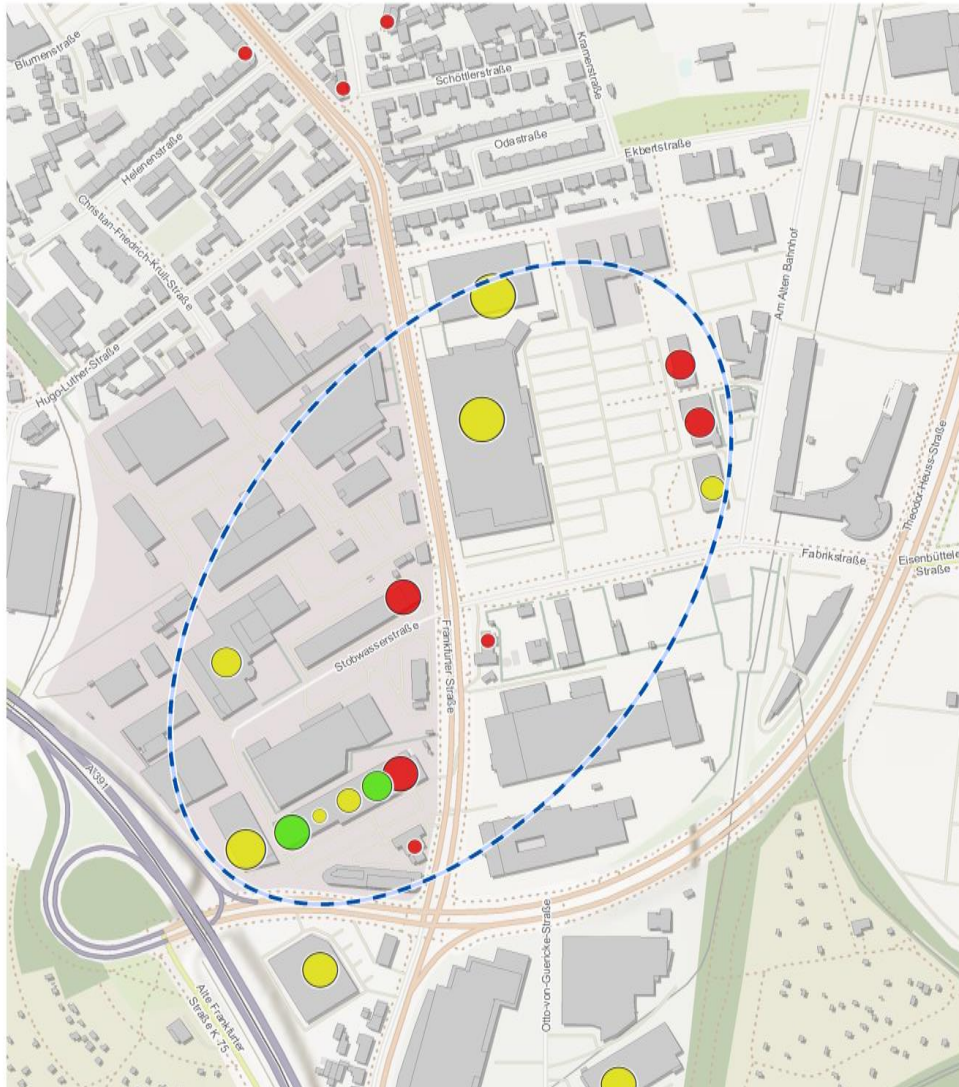 Blumenstraße
Schöttlerstraße
Kramerstraße
Odastraße
Ekbertstraße
Helenenstraße
Christian-Friedrich-Krull-Straße
Am Alten Bahnhof
Hugo-Luther-Straße
Theodor-Heuss-Straße
Fabrikstraße
Eisenbütteler
Straße
Stobwasserstraße
Frankfurter Straße
A391
Otto-von-Guericke-Straße
Alte Frankfurter
Straße K 75